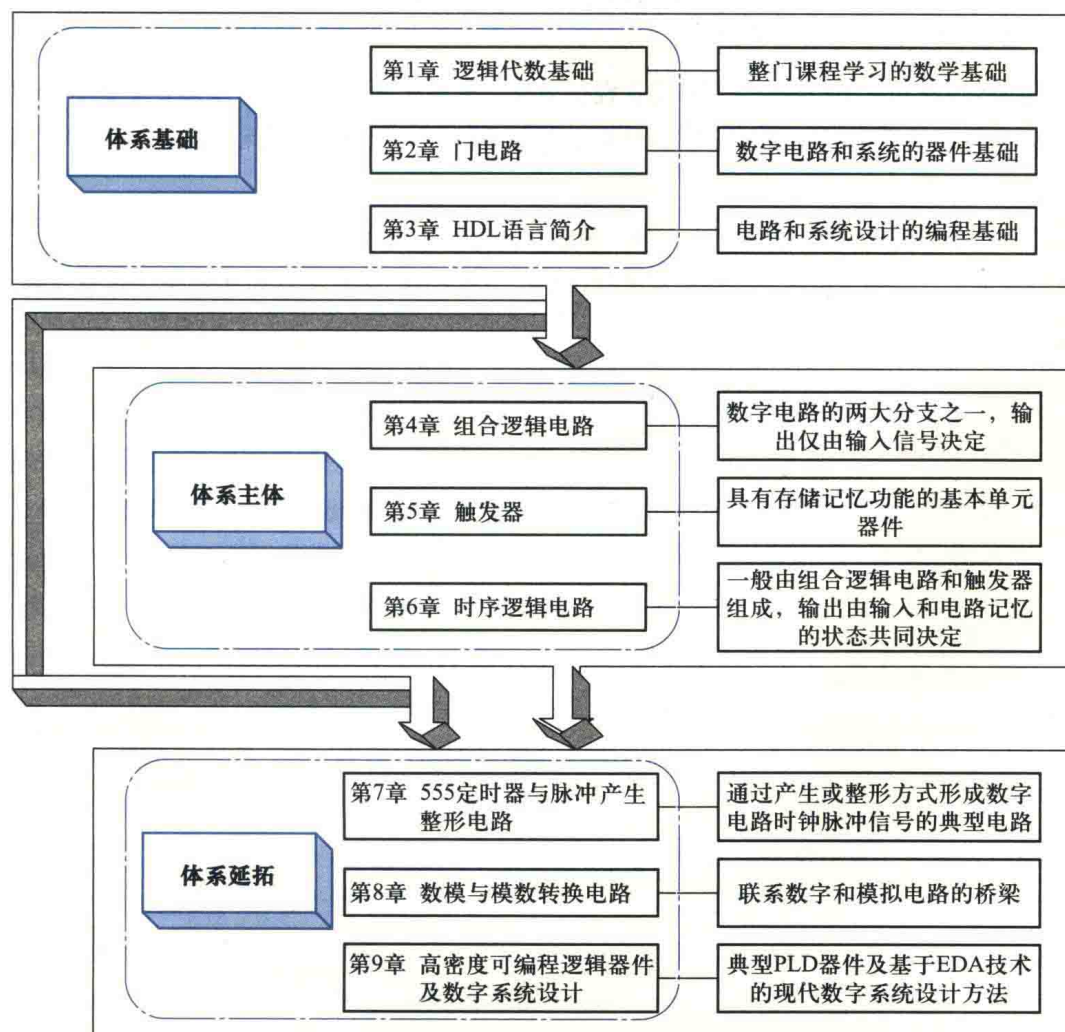 体系基础
第1章 逻辑代数基础
整门课程学习的数学基础
第2章 门电路
数字电路和系统的器件基础
第3章 HDL语言简介
电路和系统设计的编程基础
体系主体
第4章 组合逻辑电路
数字电路的两大分支之一，输
出仅由输入信号决定
第5章 触发器
具有存储记忆功能的基本单元
器件
第6章 时序逻辑电路
一般由组合逻辑电路和触发器
组成，输出由输入和电路记忆
的状态共同决定
体系延拓
第7章 555定时器与脉冲产生
整形电路
通过产生或整形方式形成数字
电路时钟脉冲信号的典型电路
第8章 数模与模数转换电路
联系数字和模拟电路的桥梁
第9章 高密度可编程逻辑器件
及数字系统设计
典型PLD器件及基于EDA技术
的现代数字系统设计方法